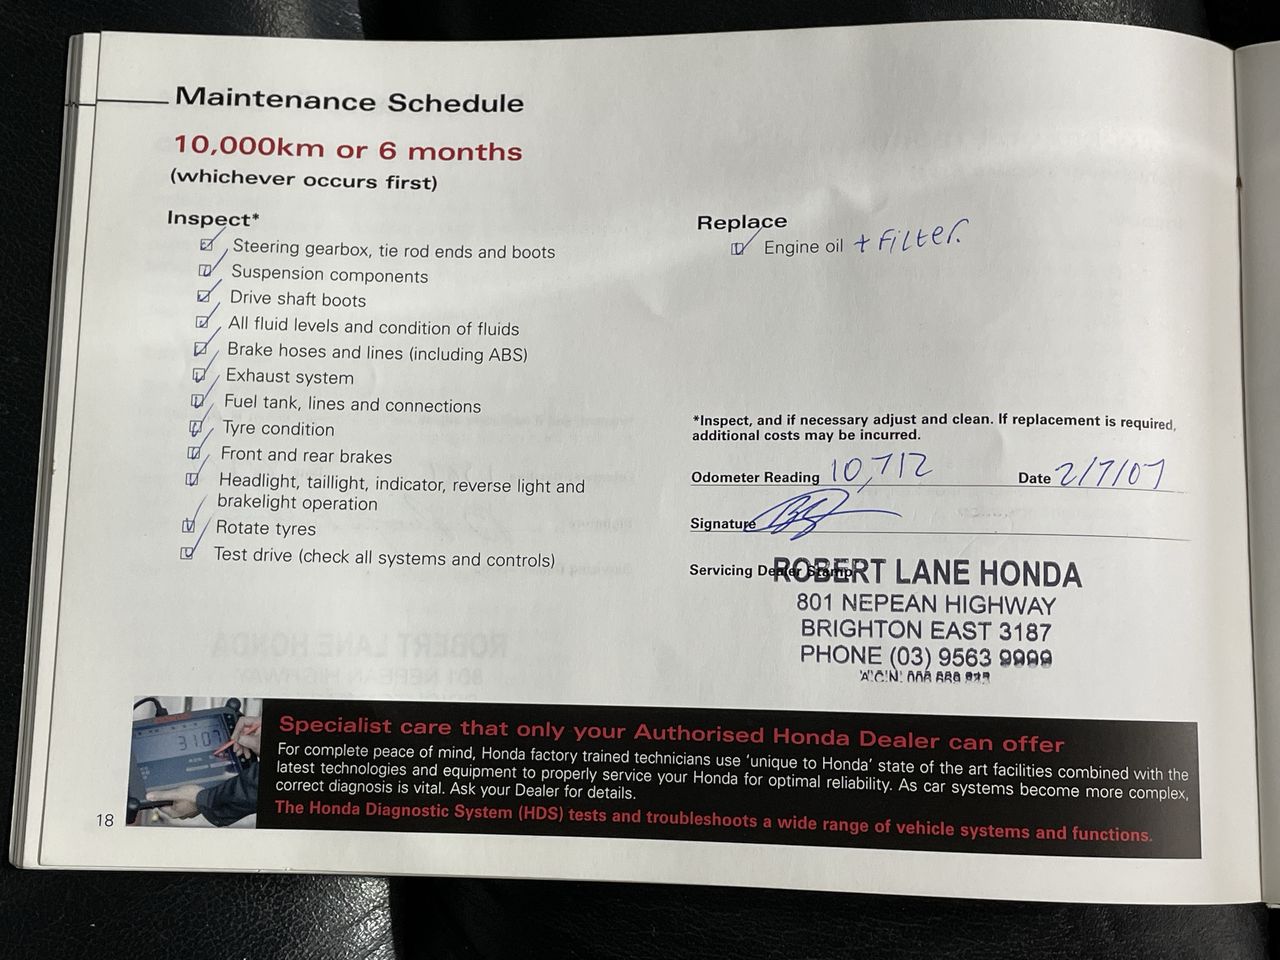 Maintenance Schedule
10,000km or 6 months
(whichever occurs first)
Inspect*
Steering gearbox, tie rod ends and boots
Suspension components
Drive shaft boots
All fluid levels and condition of fluids
Brake hoses and lines (including ABS)
Exhaust system
Fuel tank, lines and connections
Tyre condition
Front and rear brakes
Headlight, taillight, indicator, reverse light and
brakelight operation
Rotate tyres
Test drive (check all systems and controls)
Replace
Engine oil + Filter.
*Inspect, and if necessary adjust and clean. If replacement is required,
additional costs may be incurred.
Odometer Reading 10,712 Date 2/7/07
Signature
Servicing Dealer Stamp
ROBERT LANE HONDA
801 NEPEAN HIGHWAY
BRIGHTON EAST 3187
PHONE (03) 9563 9999
A.C.N.
3107
Specialist care that only your Authorised Honda Dealer can offer
For complete peace of mind, Honda factory trained technicians use 'unique to Honda' state of the art facilities combined with the
latest technologies and equipment to properly service your Honda for optimal reliability. As car systems become more complex,
correct diagnosis is vital. Ask your Dealer for details.
The Honda Diagnostic System (HDS) tests and troubleshoots a wide range of vehicle systems and functions.
18